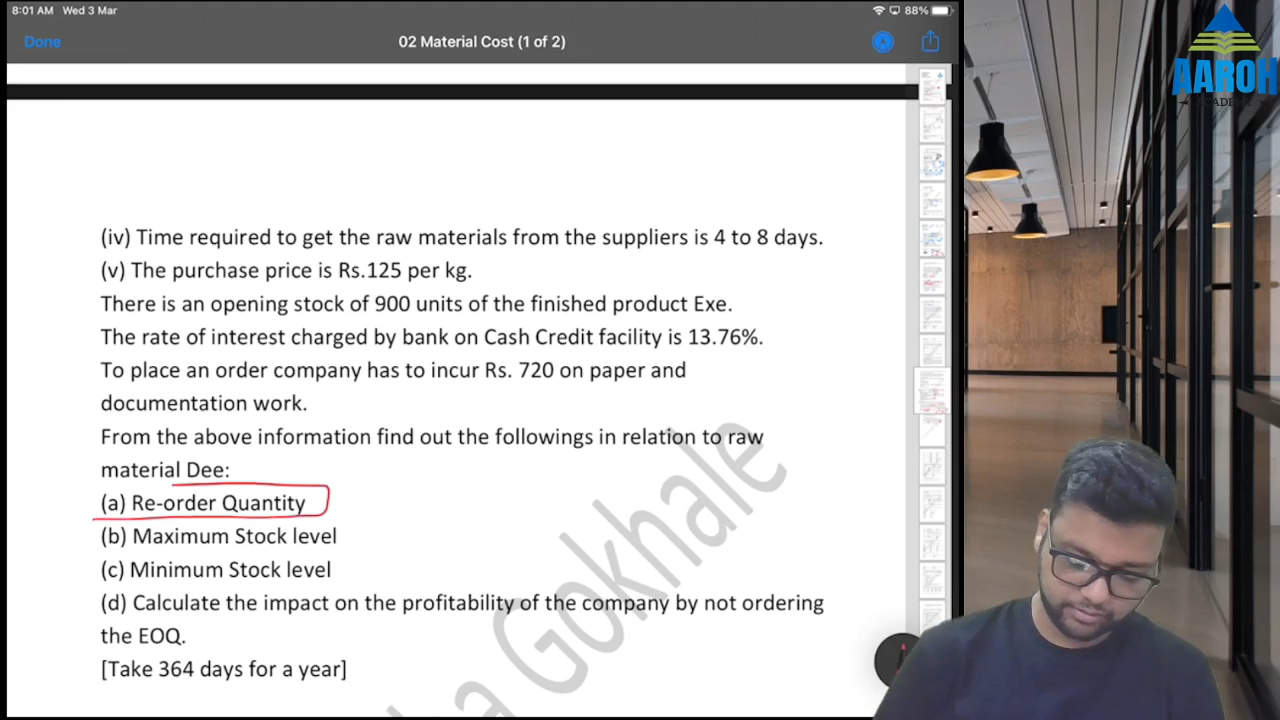 8:01 AM Wed 3 Mar
88%
Done
02 Material Cost (1 of 2)
AAROH
(iv) Time required to get the raw materials from the suppliers is 4 to 8 days.
(v) The purchase price is Rs.125 per kg.
There is an opening stock of 900 units of the finished product Exe.
The rate of interest charged by bank on Cash Credit facility is 13.76%.
To place an order company has to incur Rs. 720 on paper and
documentation work.
From the above information find out the followings in relation to raw
material Dee:
(a) Re-order Quantity
(b) Maximum Stock level
(c) Minimum Stock level
(d) Calculate the impact on the profitability of the company by not ordering
the EOQ.
[Take 364 days for a year]
Gokhale